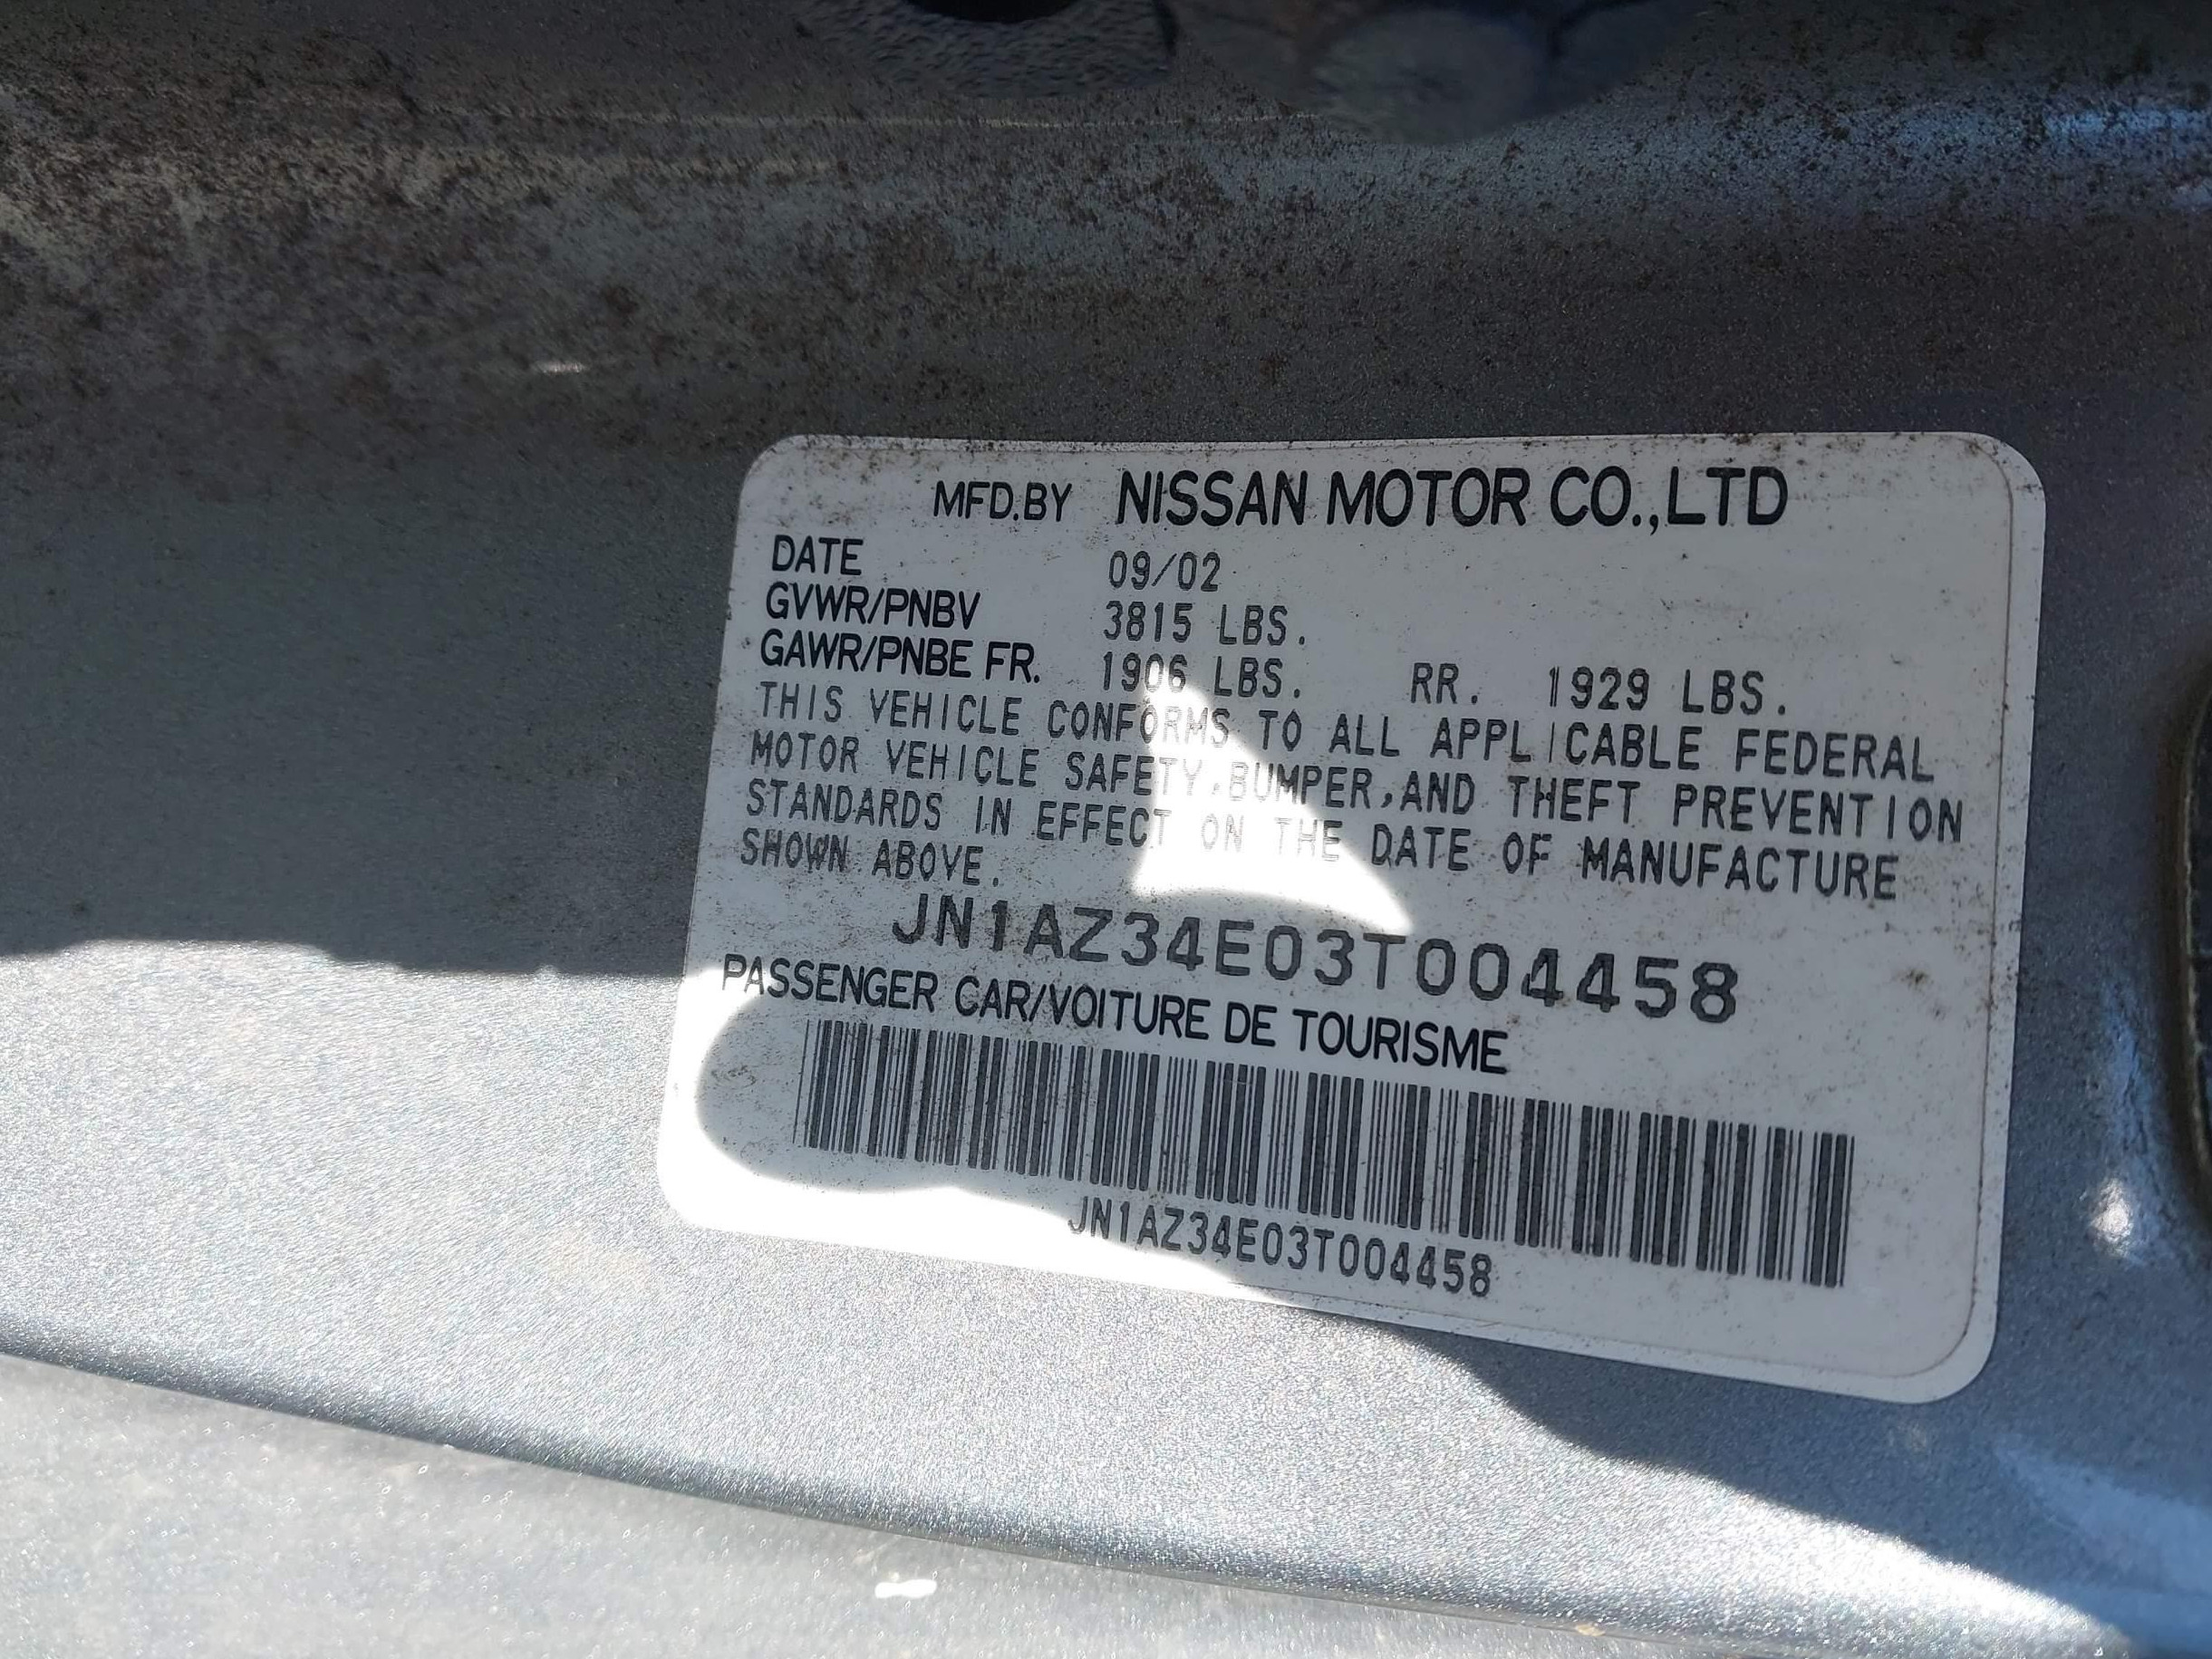 MFD.BY NISSAN MOTOR CO.,LTD
DATE 09/02
GVWR/PNBV 3815 LBS.
GAWR/PNBE FR. 1906 LBS. RR. 1929 LBS.
THIS VEHICLE CONFORMS TO ALL APPLICABLE FEDERAL
MOTOR VEHICLE SAFETY,BUMPER,AND THEFT PREVENTION
STANDARDS IN EFFECT ON THE DATE OF MANUFACTURE
SHOWN ABOVE.
JN1AZ34E03T004458
PASSENGER CAR/VOITURE DE TOURISME
JN1AZ34E03T004458